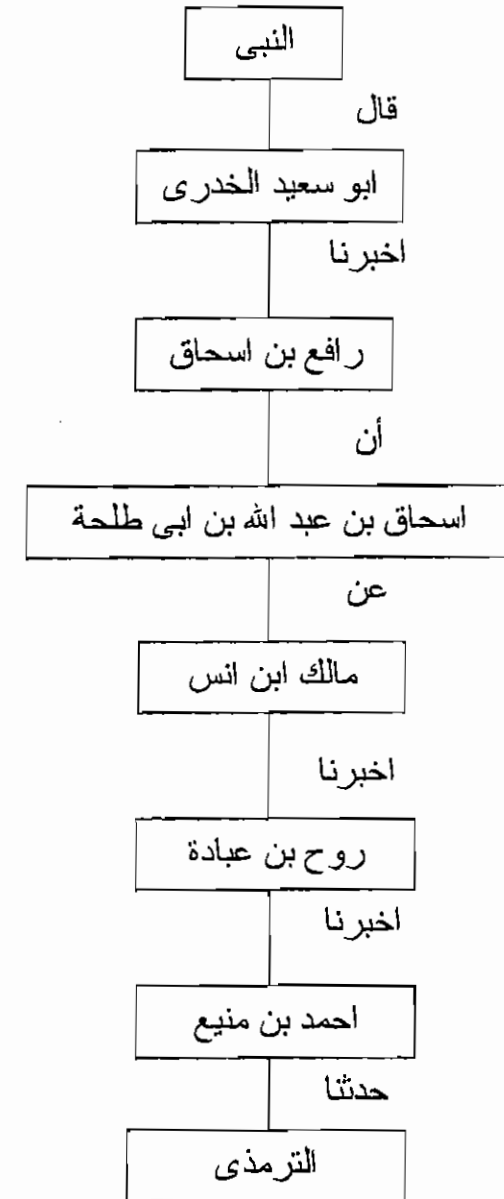 النبى
قال
ابو سعيد الخدرى
اخبرنا
رافع بن اسحاق
أن
اسحاق بن عبد الله بن ابى طلحة
عن
مالك ابن انس
اخبرنا
روح بن عبادة
اخبرنا
احمد بن منيع
حدثنا
الترمذى